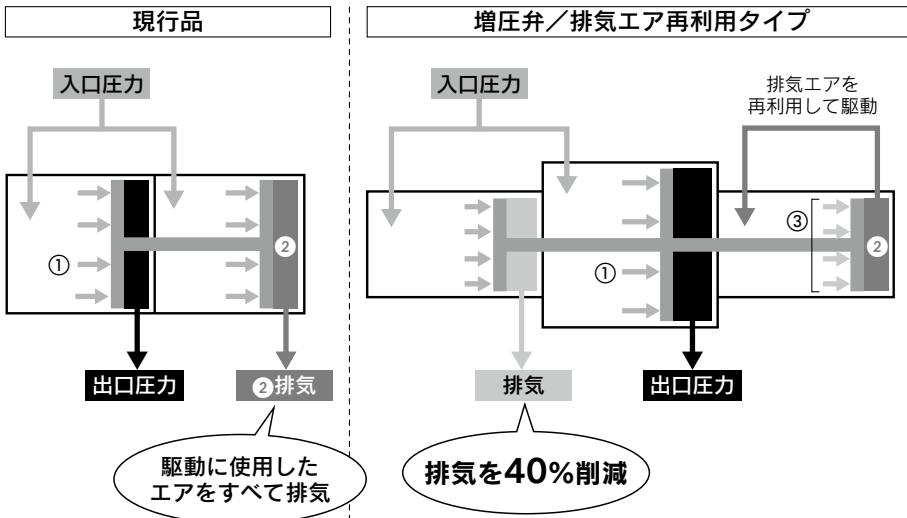 現行品
増圧弁／排気エア再利用タイプ
入口圧力
①
②
出口圧力
②排気
駆動に使用した
エアをすべて排気
入口圧力
排気エアを
再利用して駆動
①
③
②
排気
出口圧力
排気を40%削減